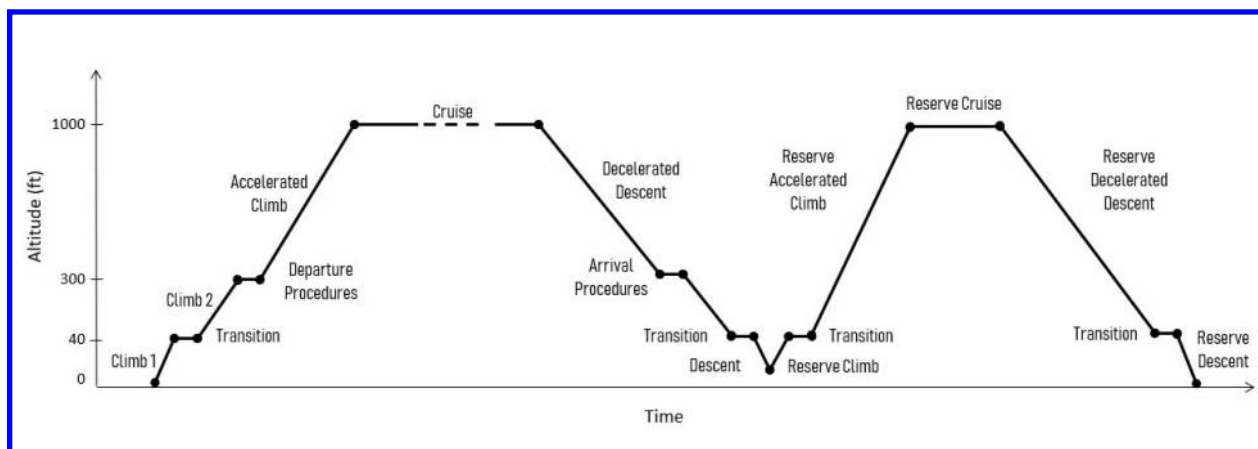 Altitude (ft)
1000
300
40
0
Climb 1
Transition
Climb 2
Departure
Procedures
Accelerated
Climb
Cruise
Decelerated
Descent
Arrival
Procedures
Transition
Descent
Reserve Climb
Transition
Reserve
Accelerated
Climb
Reserve Cruise
Reserve
Decelerated
Descent
Transition
Reserve
Descent
Time